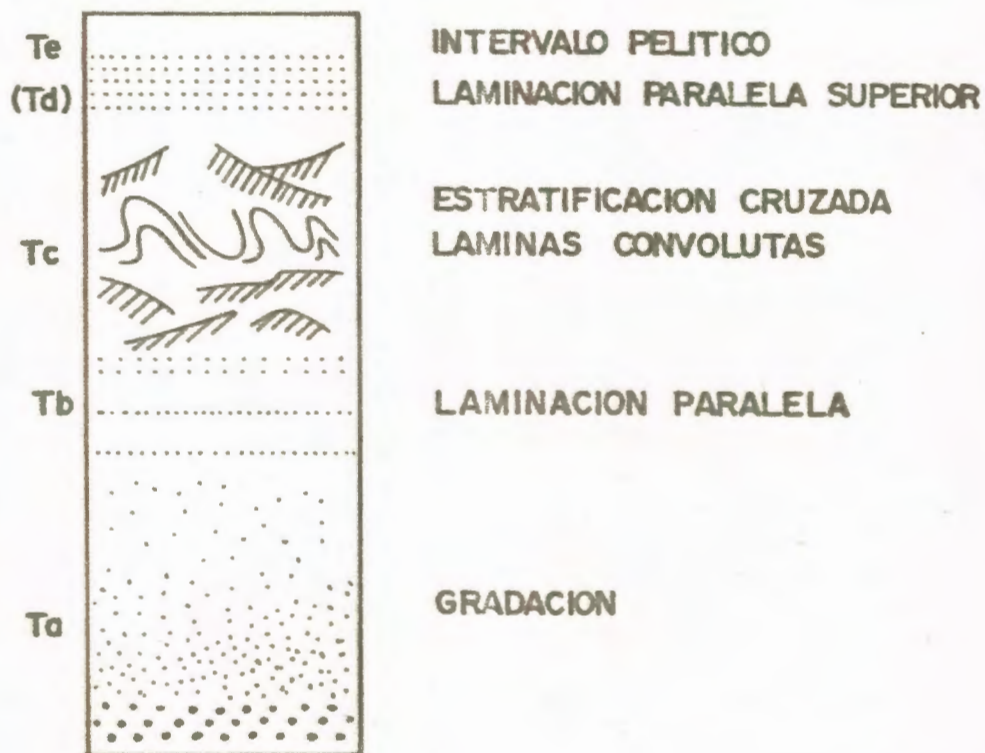 Te INTERVALO PELITICO
(Td) LAMINACION PARALELA SUPERIOR
ESTRATIFICACION CRUZADA
Tc LAMINAS CONVOLUTAS
Tb LAMINACION PARALELA
Ta GRADACION